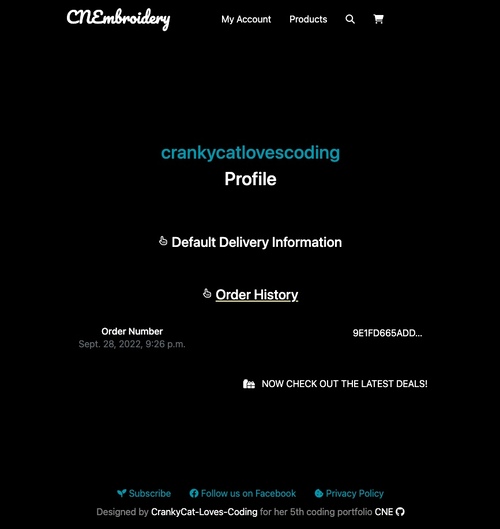 CNEmbroidery My Account Products
crankycatlovescoding
Profile
Default Delivery Information
Order History
Order Number 9E1FD665ADD...
Sept. 28, 2022, 9:26 p.m.
NOW CHECK OUT THE LATEST DEALS!
Subscribe Follow us on Facebook Privacy Policy
Designed by CrankyCat-Loves-Coding for her 5th coding portfolio CNE